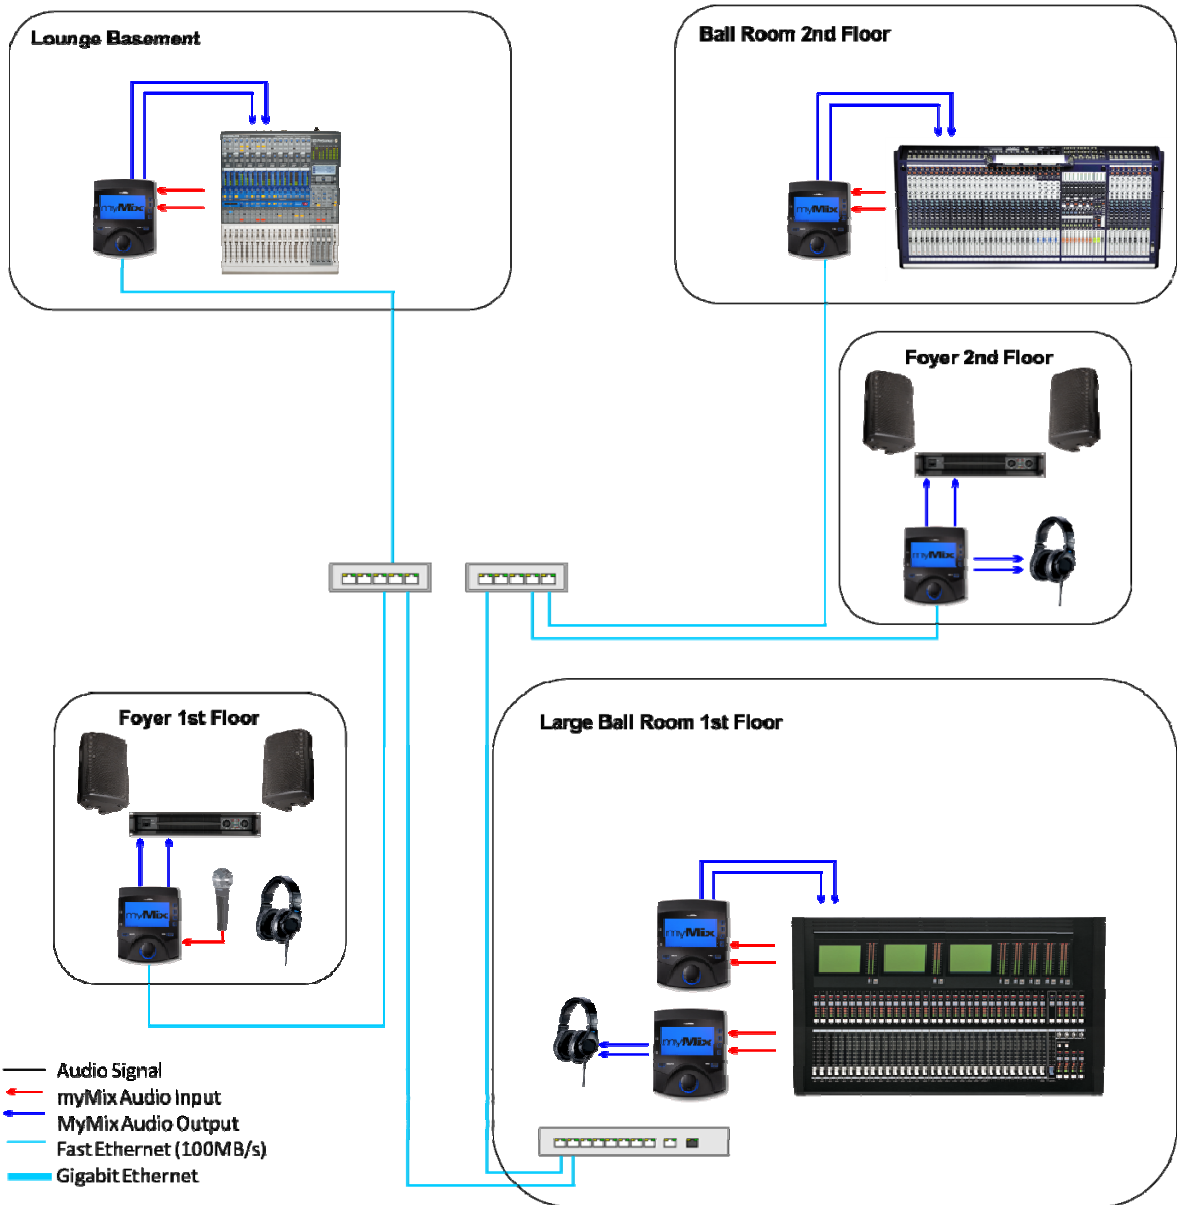 Lounge Basement
Ball Room 2nd Floor
myMix
myMix
Foyer 2nd Floor
myMix
Foyer 1st Floor
Large Ball Room 1st Floor
myMix
myMix
myMix
Audio Signal
myMix Audio Input
MyMix Audio Output
Fast Ethernet (100MB/s)
Gigabit Ethernet